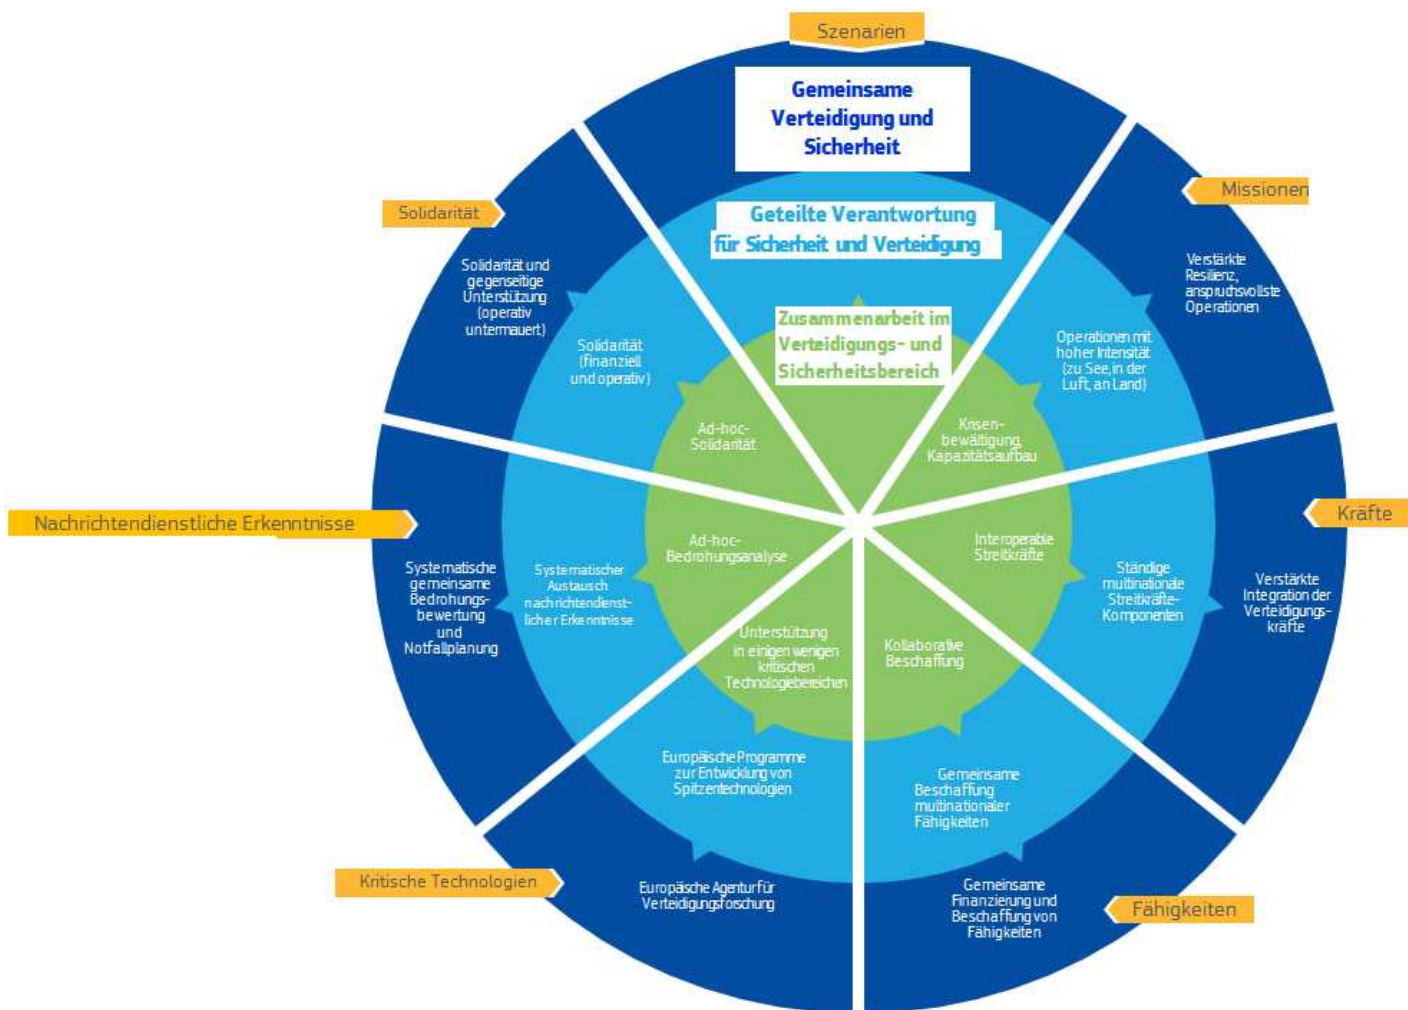 Szenarien
Gemeinsame
Verteidigung und
Sicherheit
Geteilte Verantwortung
für Sicherheit und Verteidigung
Zusammenarbeit im
Verteidigungs- und
Sicherheitsbereich
Missionen
Verstärkte
Resilienz,
anspruchsvollste
Operationen
Operationen mit
hoher Intensität
(zu See, in der
Luft, an Land)
Krisen-
bewältigung,
Kapazitätsaufbau
Kräfte
Verstärkte
Integration der
Verteidigungs-
kräfte
Ständige
multinationale
Streitkräfte-
Komponenten
Interoperable
Streitkräfte
Fähigkeiten
Gemeinsame
Finanzierung und
Beschaffung von
Fähigkeiten
Gemeinsame
Beschaffung
multinationaler
Fähigkeiten
Kollaborative
Beschaffung
Kritische Technologien
Europäische Agentur für
Verteidigungsforschung
Europäische Programme
zur Entwicklung von
Spitzentechnologien
Unterstützung
in einigen wenigen
kritischen
Technologiebereichen
Nachrichtendienstliche Erkenntnisse
Systematische
gemeinsame
Bedrohungs-
bewertung
und
Notfallplanung
Systematischer
Austausch
nachrichtendienst-
licher Erkenntnisse
Ad-hoc-
Bedrohungsanalyse
Solidarität
Solidarität und
gegenseitige
Unterstützung
(operativ
untermauert)
Solidarität
(finanziell
und operativ)
Ad-hoc-
Solidarität